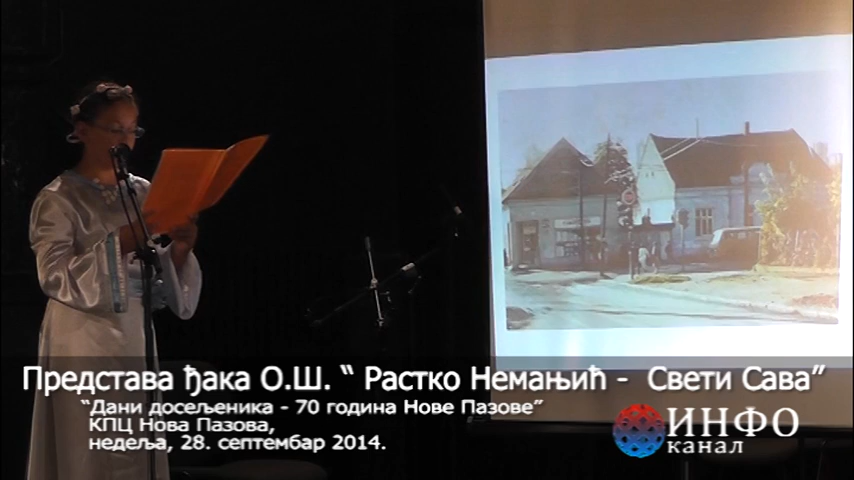 Представа ђака О.Ш. “ Растко Немањић -  Свети Сава”
“Дани досељеника - 70 година Нове Пазове”
КПЦ Нова Пазова,
недеља, 28. септембар 2014.
ИНФО
канал